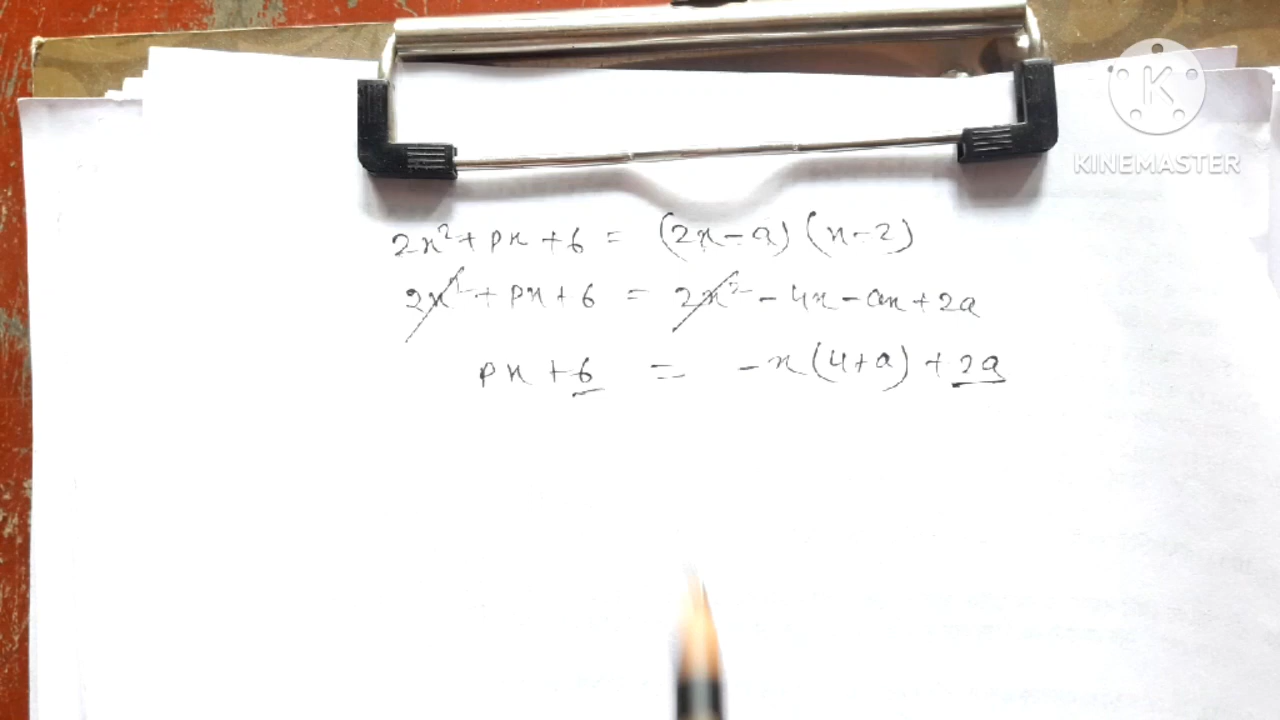 K
KINEMASTER
2x²+px+6 = (2x-a)(x-2)
2x²+px+6 = 2x²-4x-ax+2a
px+6 = -x(4+a)+2a